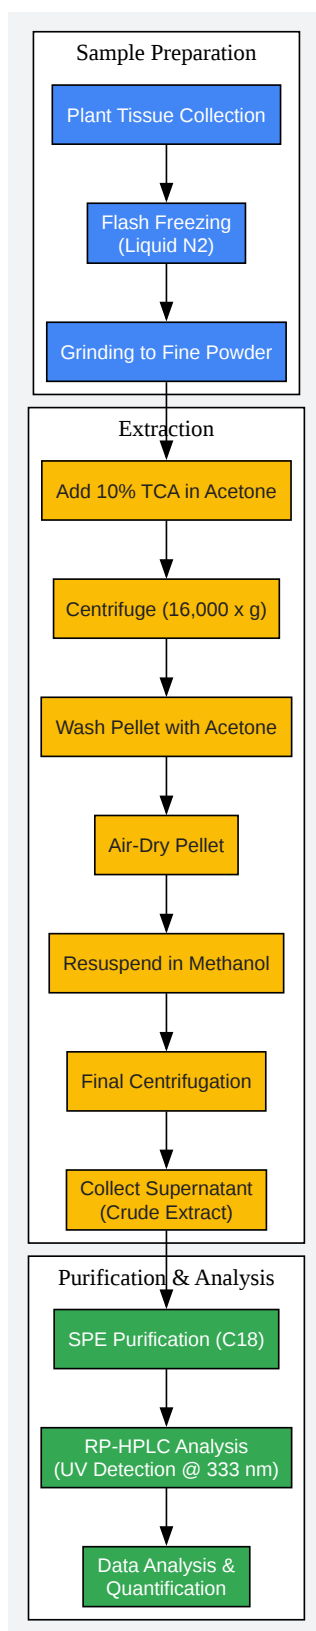 Sample Preparation
Plant Tissue Collection
Flash Freezing
(Liquid N2)
Grinding to Fine Powder
Extraction
Add 10% TCA in Acetone
Centrifuge (16,000 x g)
Wash Pellet with Acetone
Air-Dry Pellet
Resuspend in Methanol
Final Centrifugation
Collect Supernatant
(Crude Extract)
Purification & Analysis
SPE Purification (C18)
RP-HPLC Analysis
(UV Detection @ 333 nm)
Data Analysis &
Quantification